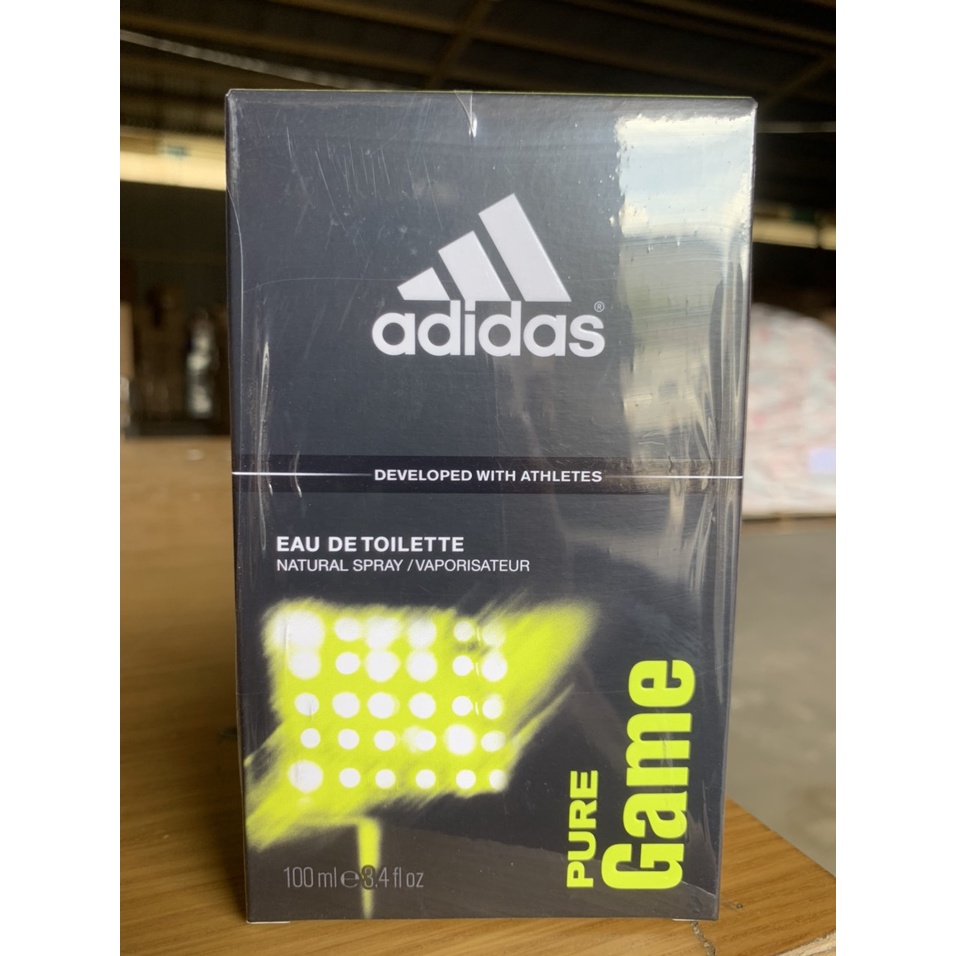 adidas®
DEVELOPED WITH ATHLETES
EAU DE TOILETTE
NATURAL SPRAY / VAPORISATEUR
PURE
Game
100 ml e 3.4 fl oz